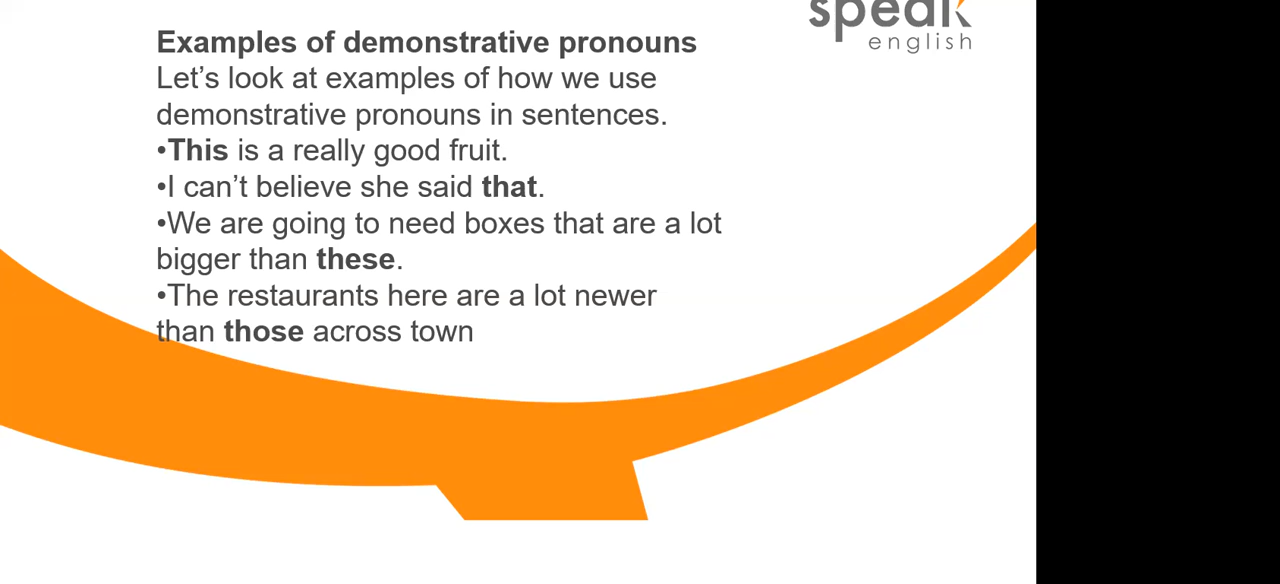 speak
english
Examples of demonstrative pronouns
Let’s look at examples of how we use
demonstrative pronouns in sentences.
•This is a really good fruit.
•I can’t believe she said that.
•We are going to need boxes that are a lot
bigger than these.
•The restaurants here are a lot newer
than those across town